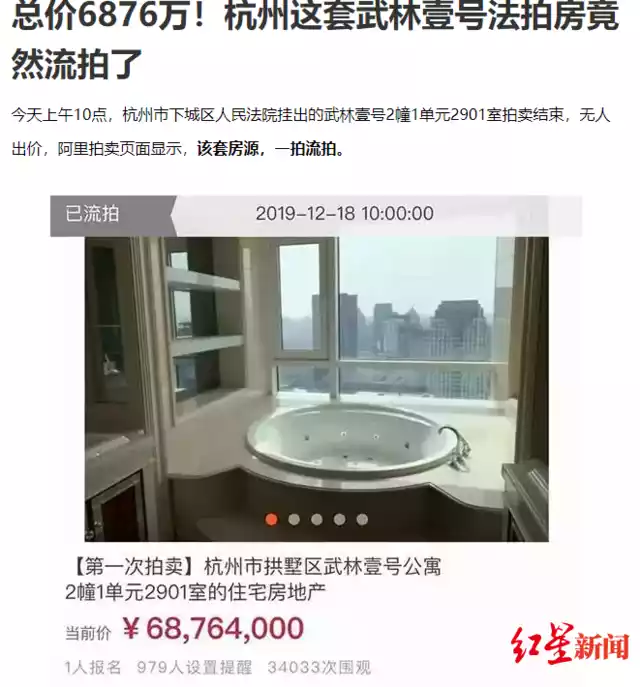 总价6876万！杭州这套武林壹号法拍房竟
然流拍了
今天上午10点，杭州市下城区人民法院挂出的武林壹号2幢1单元2901室拍卖结束，无人
出价，阿里拍卖页面显示，该套房源，一拍流拍。
已流拍
2019-12-18 10:00:00
【第一次拍卖】杭州市拱墅区武林壹号公寓
2幢1单元2901室的住宅房地产
当前价 ¥68,764,000
1人报名 979人设置提醒 34033次围观
红星新闻